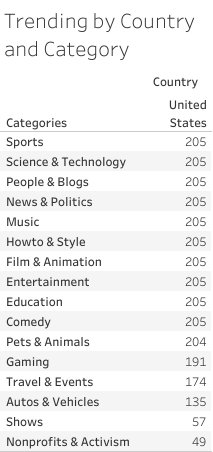 Trending by Country
and Category
Country
United
Categories States
Sports 205
Science & Technology 205
People & Blogs 205
News & Politics 205
Music 205
Howto & Style 205
Film & Animation 205
Entertainment 205
Education 205
Comedy 205
Pets & Animals 204
Gaming 191
Travel & Events 174
Autos & Vehicles 135
Shows 57
Nonprofits & Activism 49